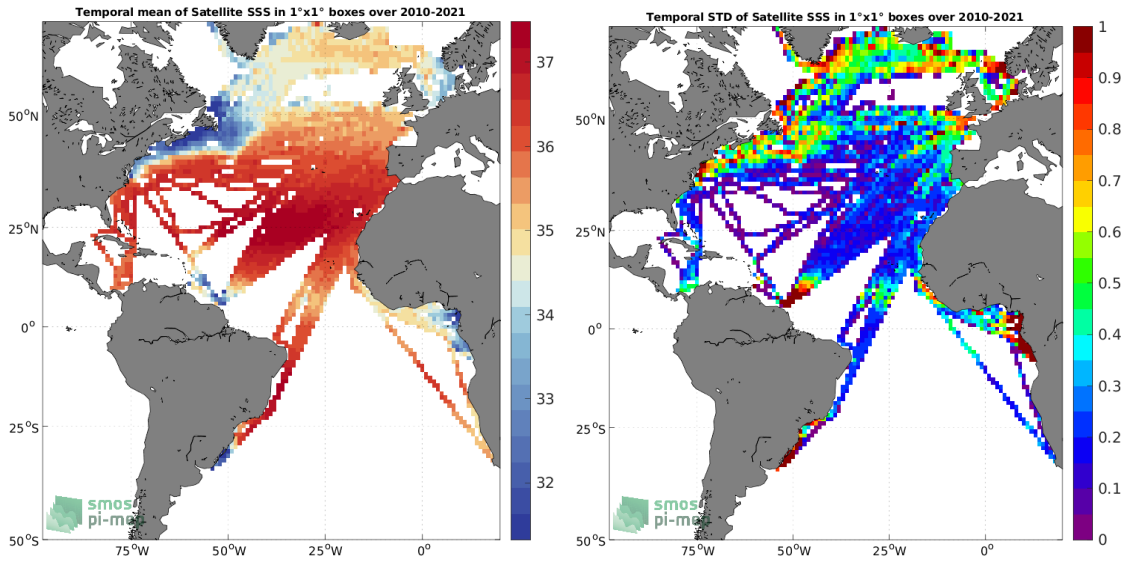 Temporal mean of Satellite SSS in 1°x1° boxes over 2010-2021
50°N
25°N
0°
25°S
50°S
75°W
50°W
25°W
0°
37
36
35
34
33
32
smos
pi-mep
Temporal STD of Satellite SSS in 1°x1° boxes over 2010-2021
50°N
25°N
0°
25°S
50°S
75°W
50°W
25°W
0°
1
0.9
0.8
0.7
0.6
0.5
0.4
0.3
0.2
0.1
0
smos
pi-mep